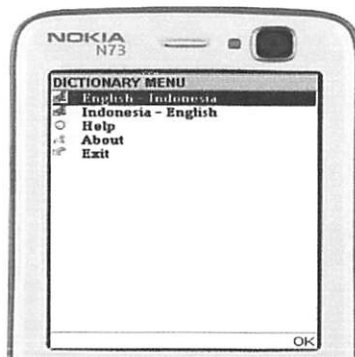 NOKIA
N73
DICTIONARY MENU
English - Indonesia
Indonesia - English
Help
About
Exit
OK